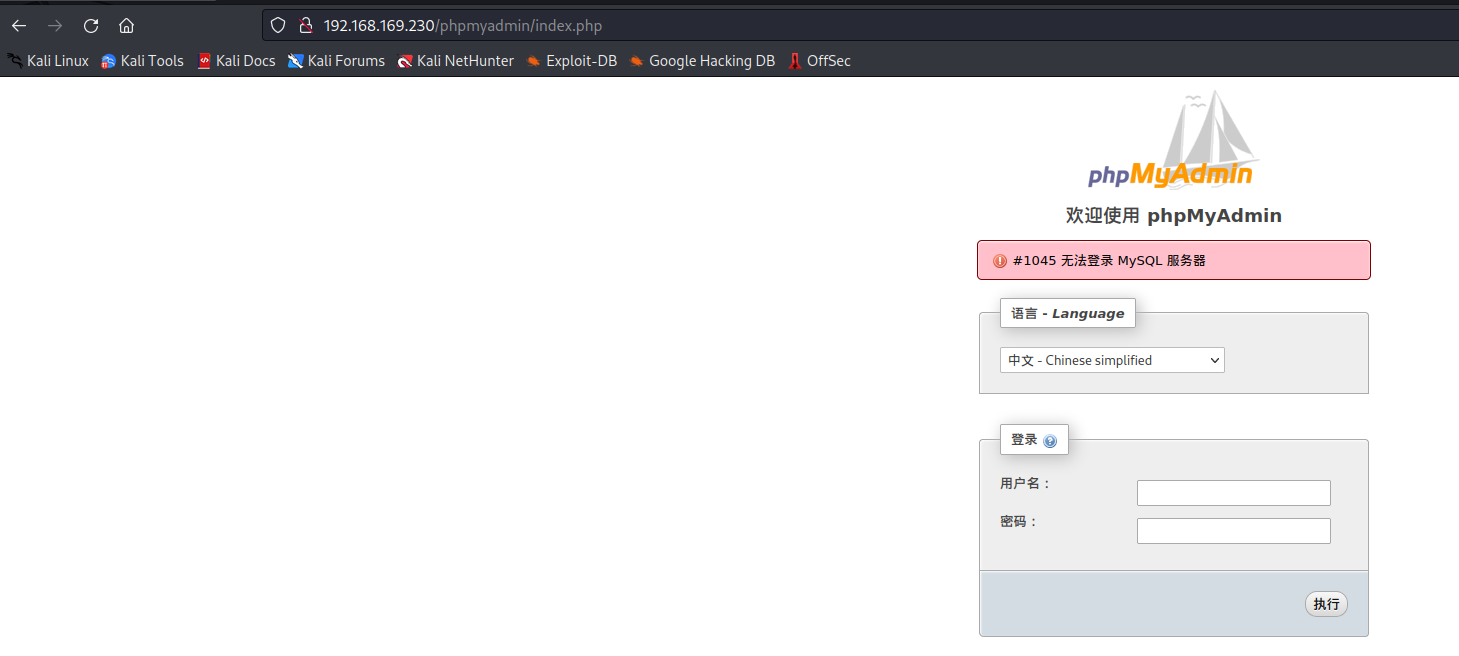 192.168.169.230/phpmyadmin/index.php
Kali Linux Kali Tools Kali Docs Kali Forums Kali NetHunter Exploit-DB Google Hacking DB OffSec
phpMyAdmin
欢迎使用 phpMyAdmin
#1045 无法登录 MySQL 服务器
语言 - Language
中文 - Chinese simplified
登录
用户名：
密码：
执行